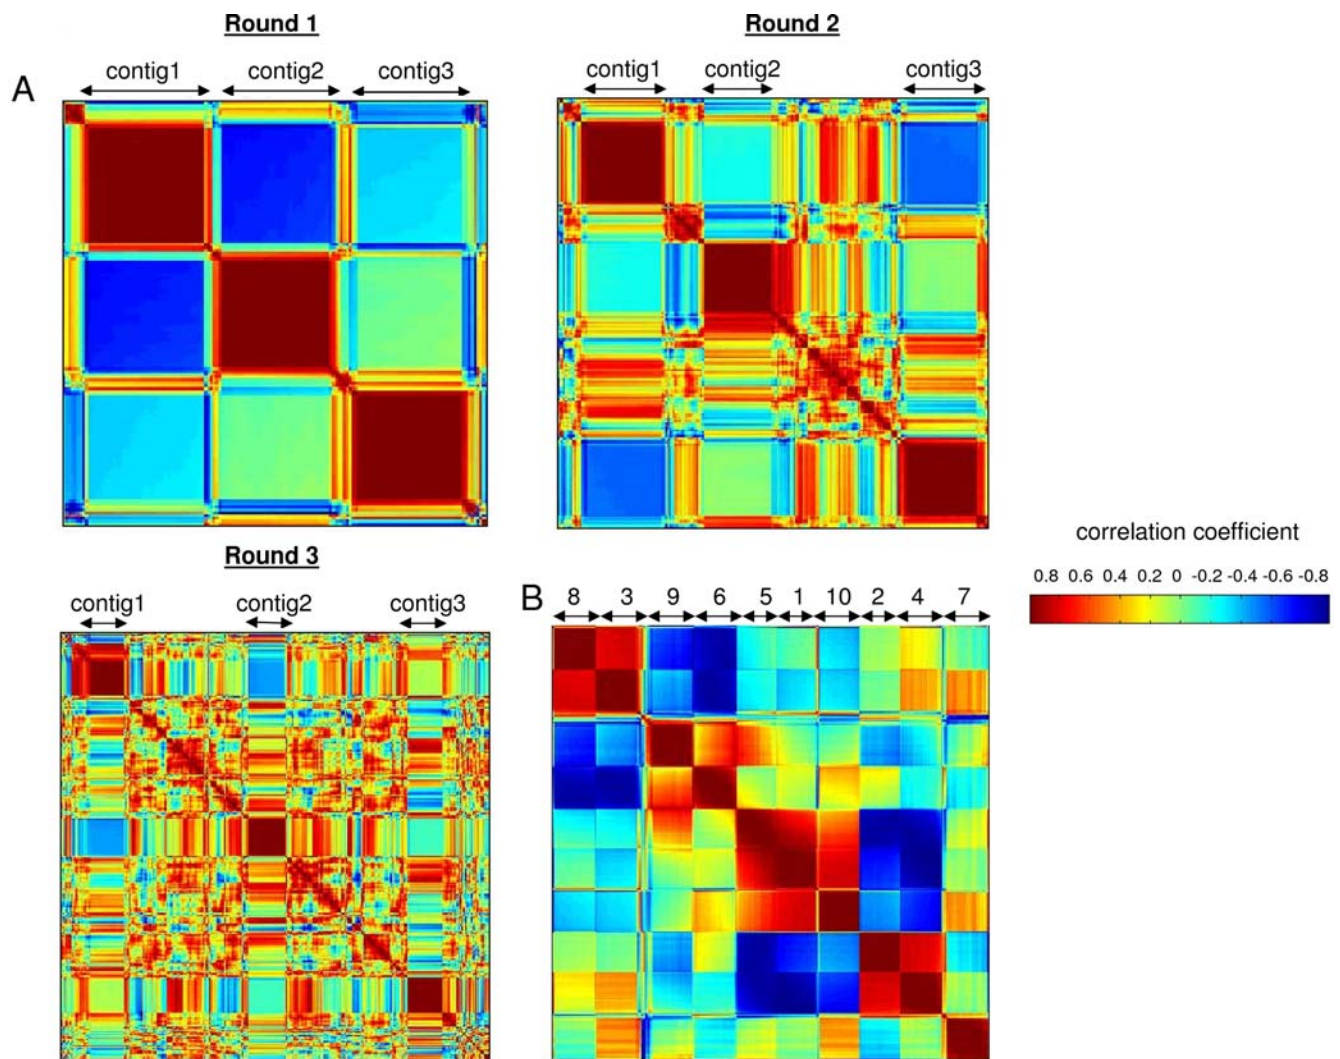 Round 1
Round 2
A
contig1 contig2 contig3
contig1 contig2 contig3
Round 3
contig1 contig2 contig3
B
8 3 9 6 5 1 10 2 4 7
correlation coefficient
0.8 0.6 0.4 0.2 0 -0.2 -0.4 -0.6 -0.8